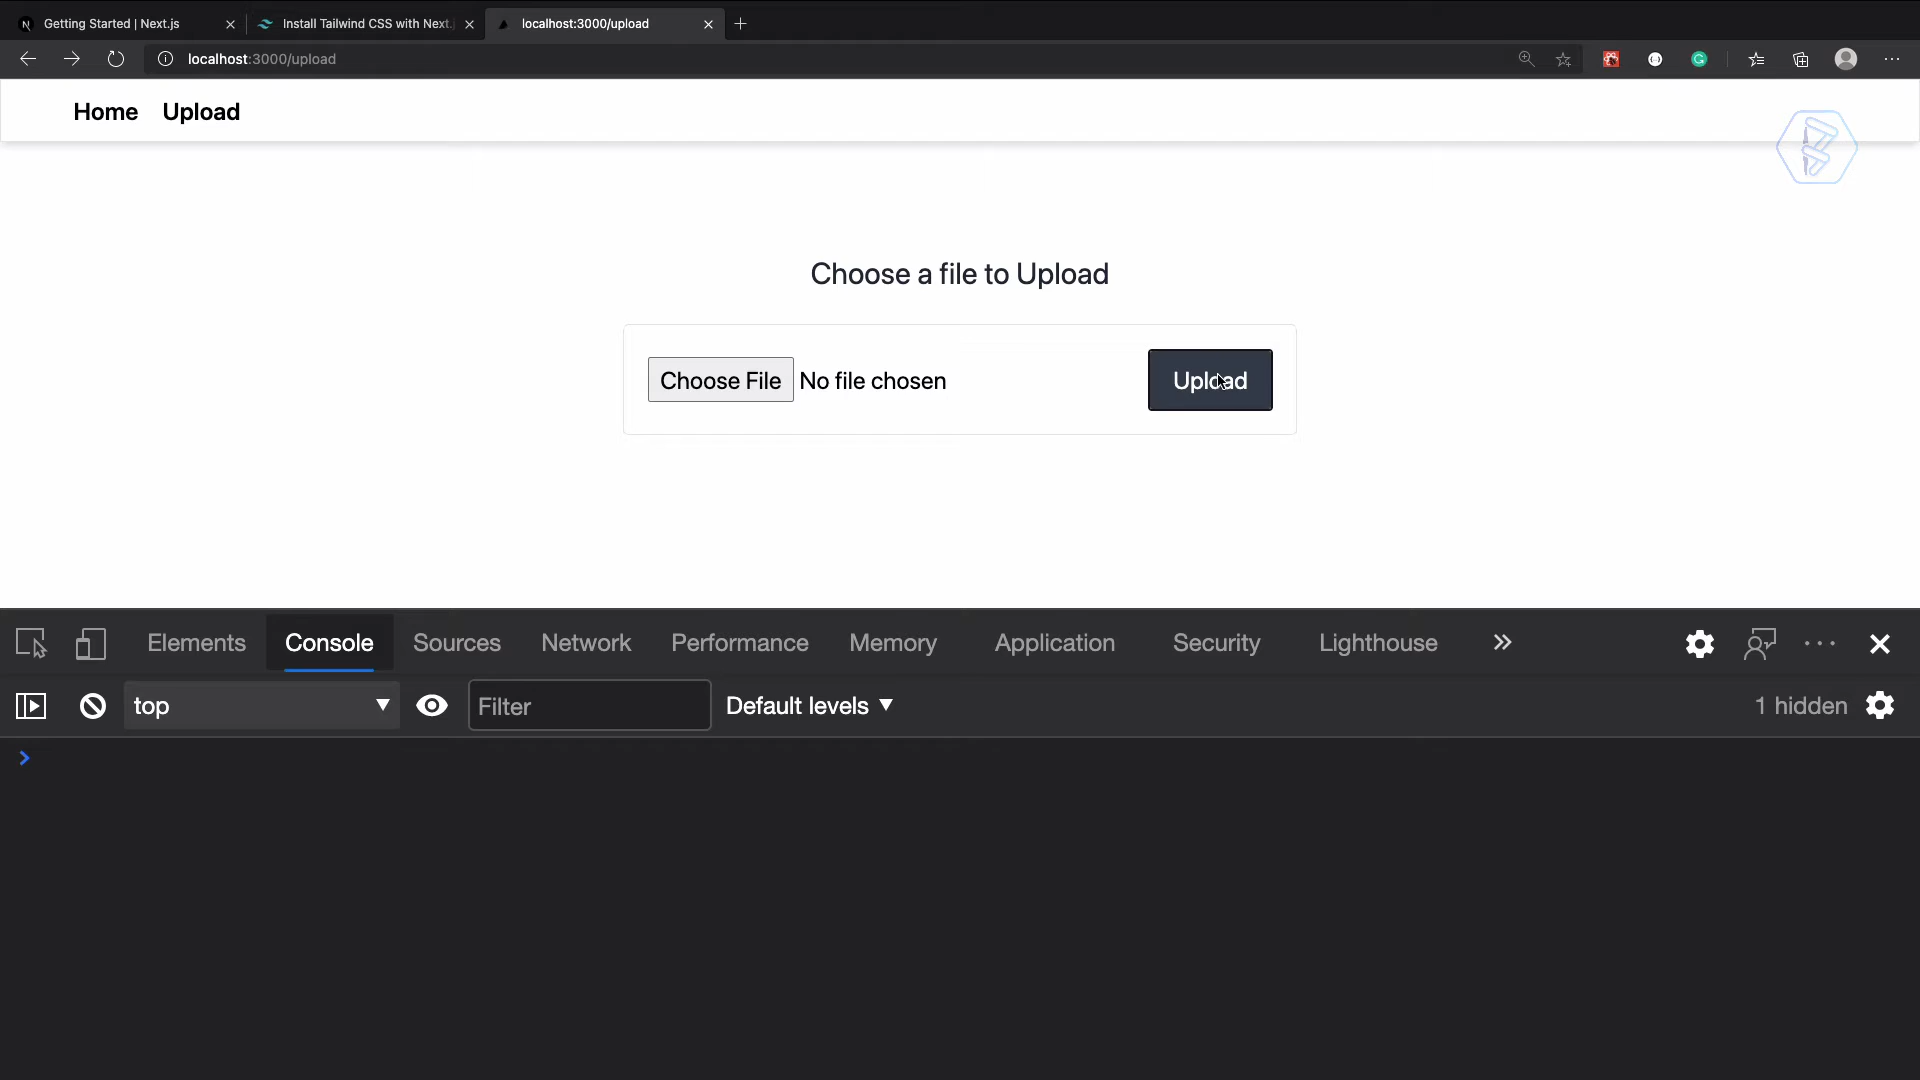 Getting Started | Next.js
Install Tailwind CSS with Next.
localhost:3000/upload
localhost:3000/upload
Home Upload
Choose a file to Upload
Choose File No file chosen
Upload
Elements Console Sources Network Performance Memory Application Security Lighthouse
top Filter Default levels 1 hidden